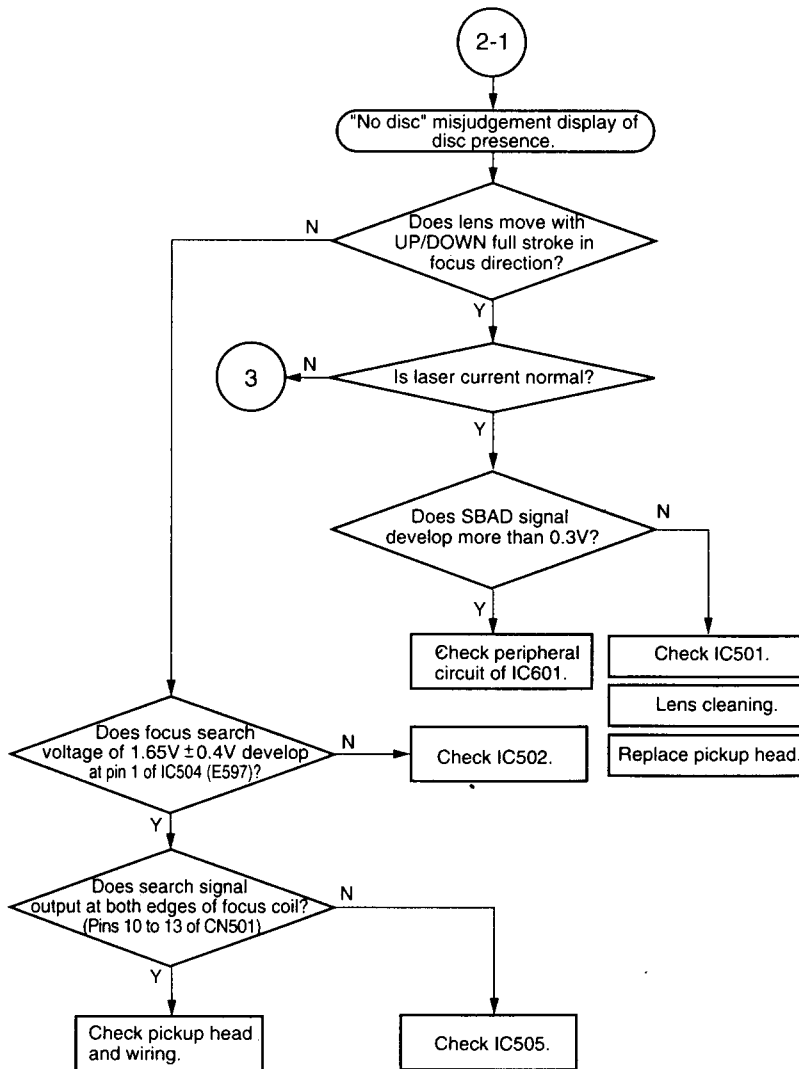 2-1
"No disc" misjudgement display of
disc presence.
N
Does lens move with
UP/DOWN full stroke in
focus direction?
Y
3
N
Is laser current normal?
Y
Does SBAD signal
develop more than 0.3V?
N
Y
Check peripheral
circuit of IC601.
Check IC501.
Lens cleaning.
Replace pickup head.
Does focus search
voltage of 1.65V ±0.4V develop
at pin 1 of IC504 (E597)?
N
Check IC502.
Y
Does search signal
output at both edges of focus coil?
(Pins 10 to 13 of CN501)
N
Y
Check pickup head
and wiring.
Check IC505.